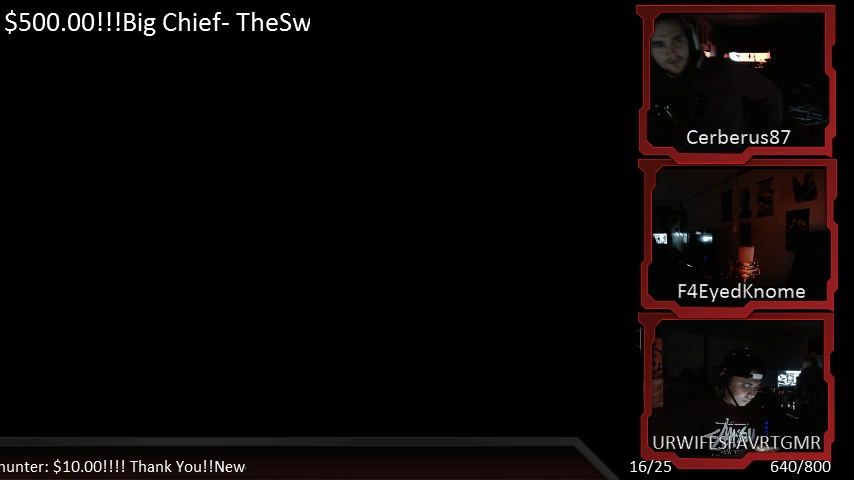 $500.00!!!Big Chief- TheSw
Cerberus87
F4EyedKnome
URWIFESFAVRTGMR
hunter: $10.00!!!! Thank You!!New
16/25
640/800